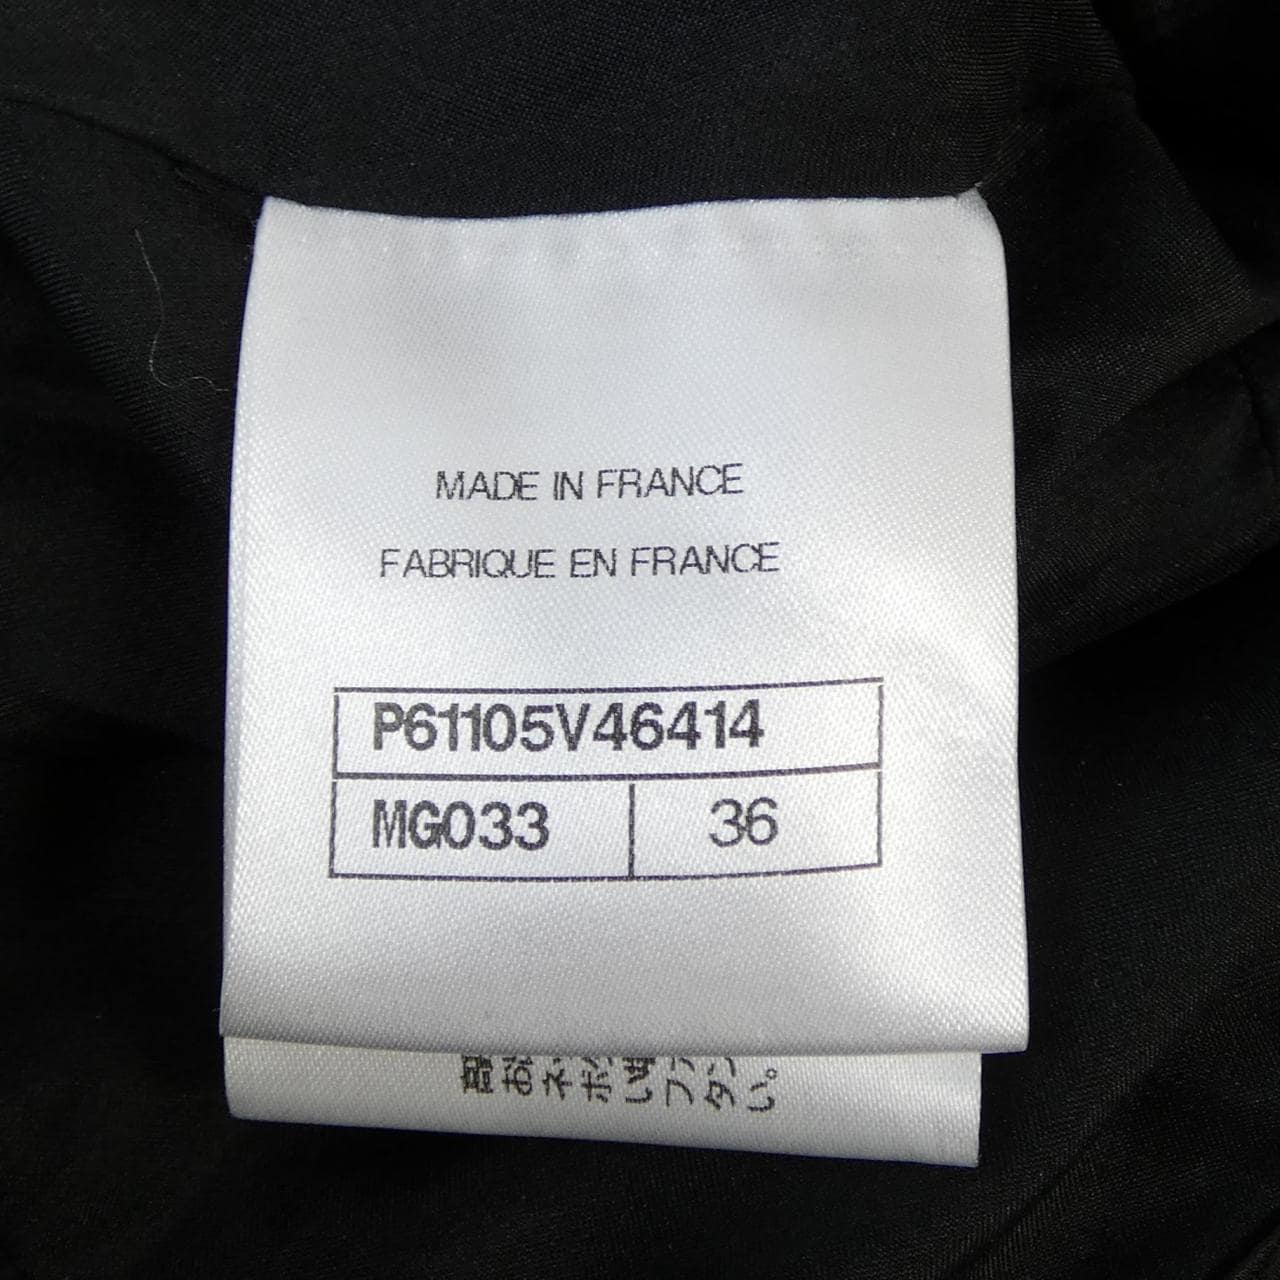 MADE IN FRANCE
FABRIQUE EN FRANCE
P61105V46414
MG033 36